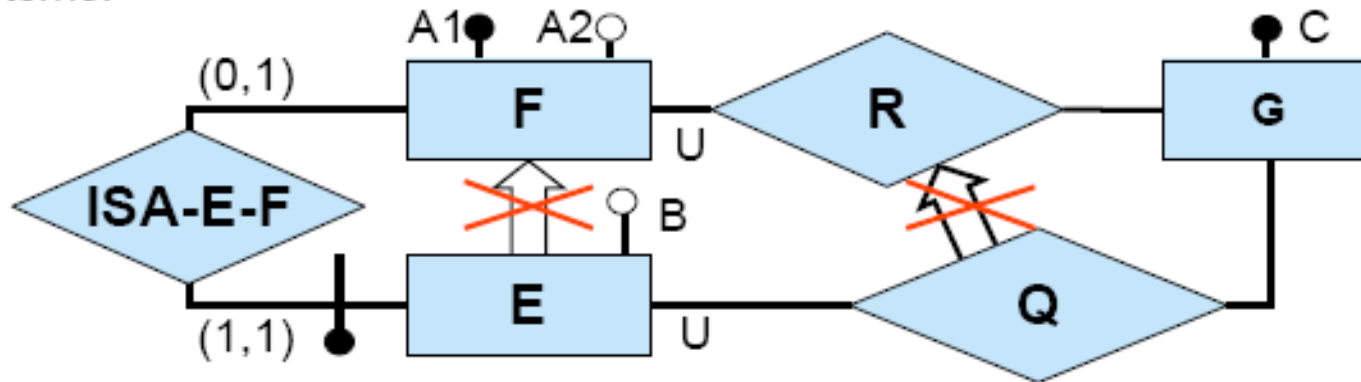 A1 A2 C
(0,1) F R G
U
ISA-E-F
B
E Q
(1,1) U